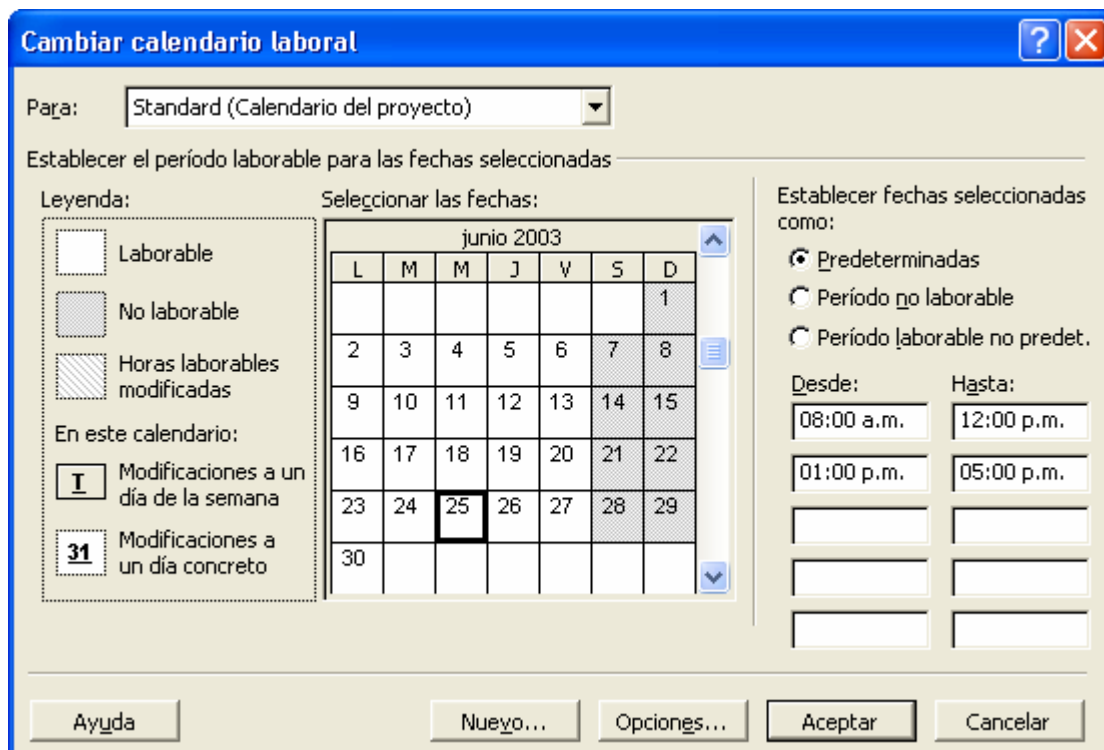 Cambiar calendario laboral
?
Para: Standard (Calendario del proyecto)
Establecer el período laborable para las fechas seleccionadas
Leyenda:
Laborable
No laborable
Horas laborables
modificadas
En este calendario:
T Modificaciones a un
día de la semana
31 Modificaciones a
un día concreto
Seleccionar las fechas:
junio 2003
L M M J V S D
1
2 3 4 5 6 7 8
9 10 11 12 13 14 15
16 17 18 19 20 21 22
23 24 25 26 27 28 29
30
Establecer fechas seleccionadas
como:
Predeterminadas
Período no laborable
Período laborable no predet.
Desde: Hasta:
08:00 a.m. 12:00 p.m.
01:00 p.m. 05:00 p.m.
Ayuda Nuevo... Opciones... Aceptar Cancelar